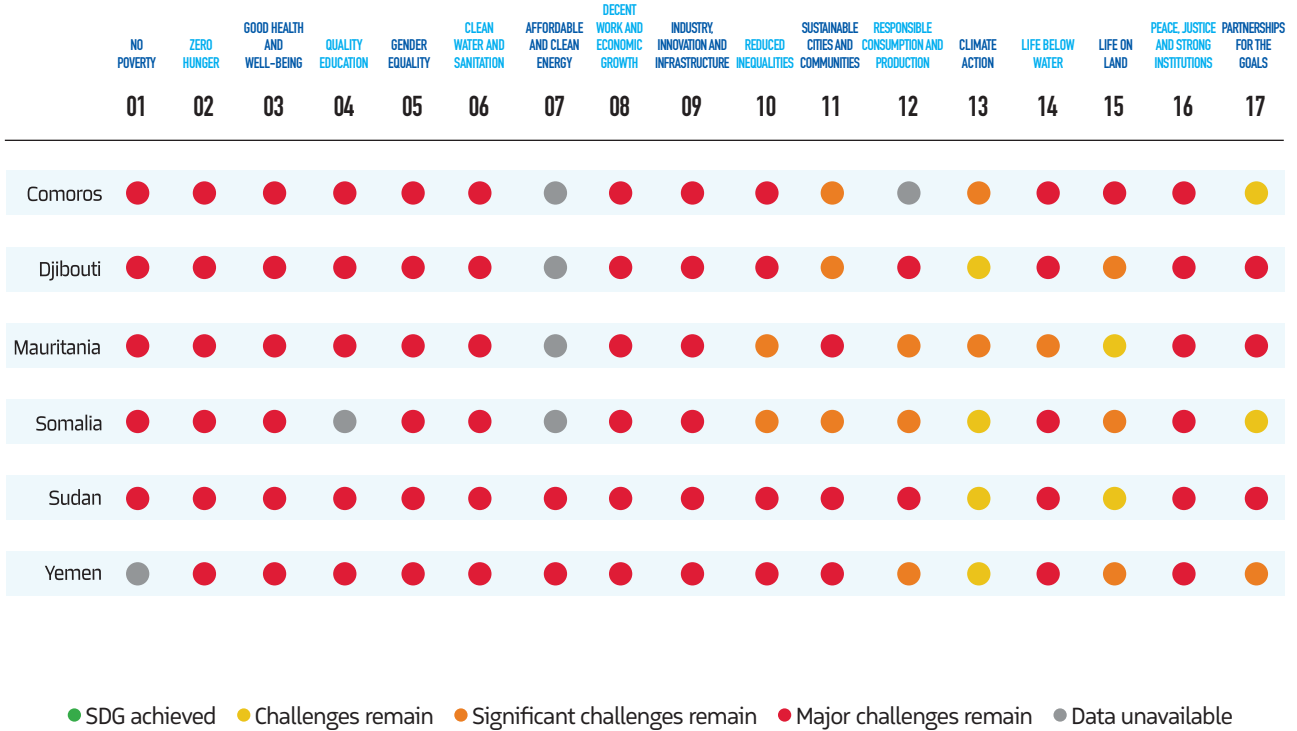 NO
POVERTY
ZERO
HUNGER
GOOD HEALTH
AND
WELL-BEING
QUALITY
EDUCATION
GENDER
EQUALITY
CLEAN
WATER AND
SANITATION
AFFORDABLE
AND CLEAN
ENERGY
DECENT
WORK AND
ECONOMIC
GROWTH
INDUSTRY,
INNOVATION AND
INFRASTRUCTURE
REDUCED
INEQUALITIES
SUSTAINABLE
CITIES AND
COMMUNITIES
RESPONSIBLE
CONSUMPTION AND
PRODUCTION
CLIMATE
ACTION
LIFE BELOW
WATER
LIFE ON
LAND
PEACE, JUSTICE
AND STRONG
INSTITUTIONS
PARTNERSHIPS
FOR THE
GOALS
01 02 03 04 05 06 07 08 09 10 11 12 13 14 15 16 17
Comoros
Djibouti
Mauritania
Somalia
Sudan
Yemen
SDG achieved Challenges remain Significant challenges remain Major challenges remain Data unavailable